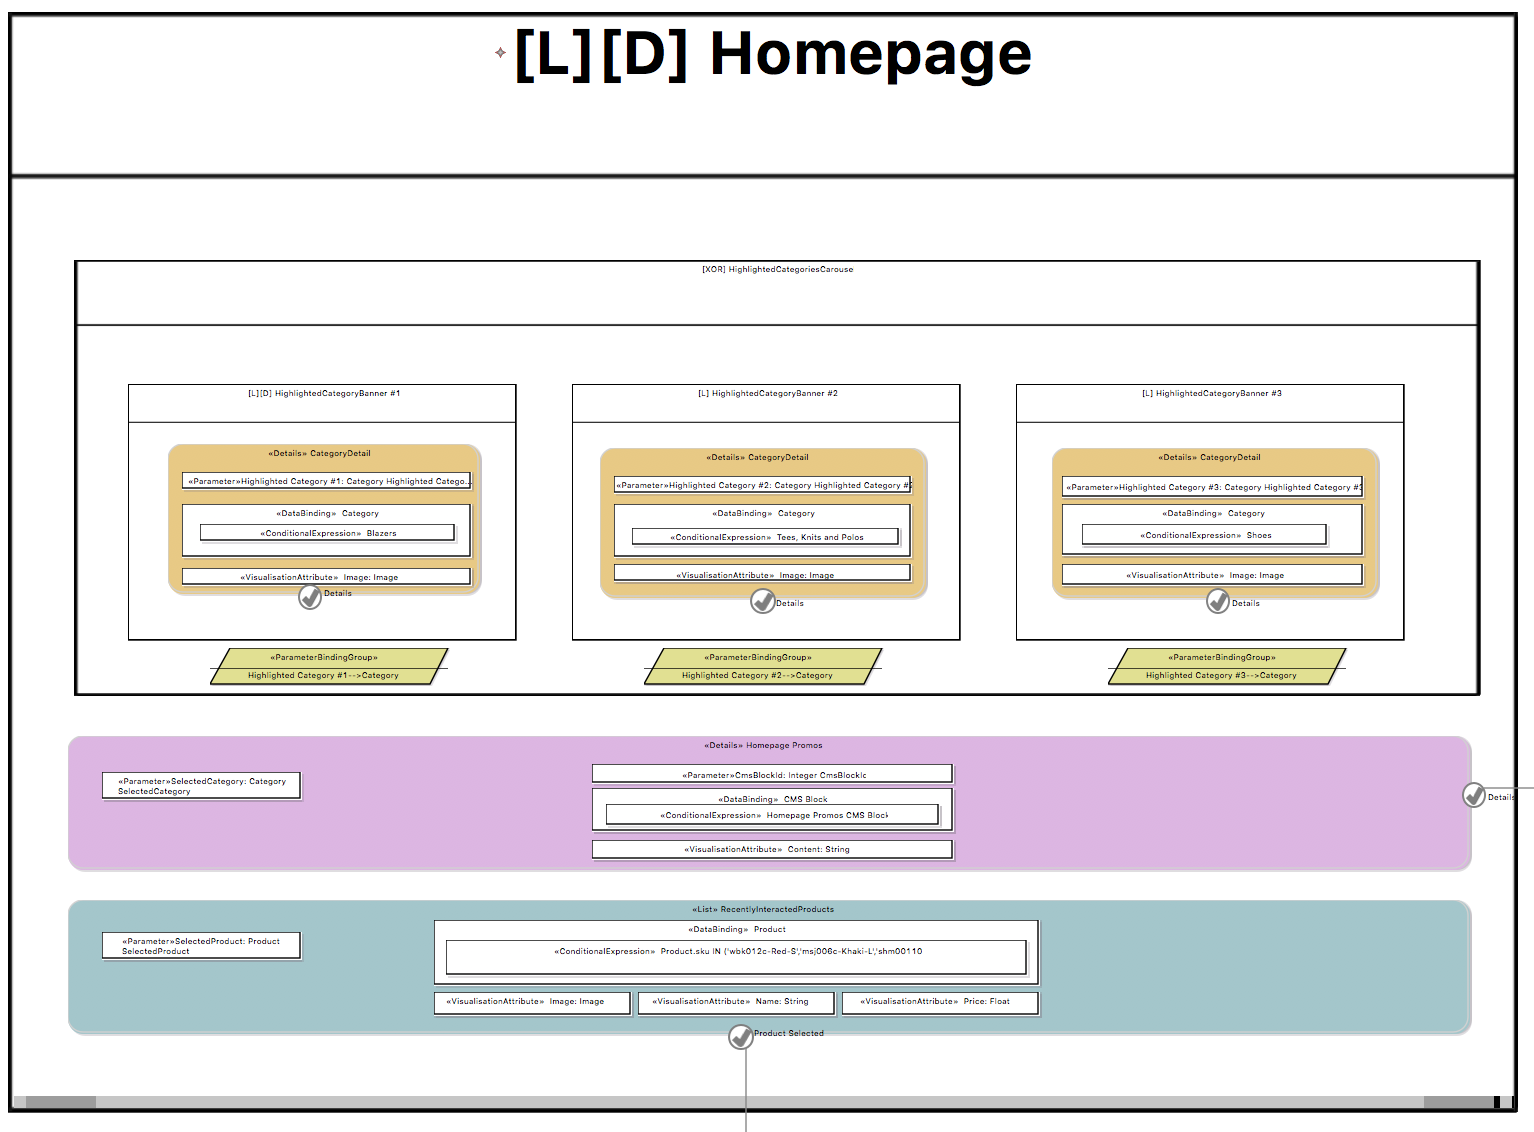 [L][D] Homepage
[XOR] HighlightedCategoriesCarouse
[L][D] HighlightedCategoryBanner #1
«Details» CategoryDetail
«Parameter»Highlighted Category #1: Category Highlighted Catego...
«DataBinding» Category
«ConditionalExpression» Blazers
«VisualisationAttribute» Image: Image
Details
«ParameterBindingGroup»
Highlighted Category #1-->Category
[L] HighlightedCategoryBanner #2
«Details» CategoryDetail
«Parameter»Highlighted Category #2: Category Highlighted Category #2
«DataBinding» Category
«ConditionalExpression» Tees, Knits and Polos
«VisualisationAttribute» Image: Image
Details
«ParameterBindingGroup»
Highlighted Category #2-->Category
[L] HighlightedCategoryBanner #3
«Details» CategoryDetail
«Parameter»Highlighted Category #3: Category Highlighted Category #3
«DataBinding» Category
«ConditionalExpression» Shoes
«VisualisationAttribute» Image: Image
Details
«ParameterBindingGroup»
Highlighted Category #3-->Category
«Details» Homepage Promos
«Parameter»SelectedCategory: Category
SelectedCategory
«Parameter»CmsBlockId: Integer CmsBlockId
«DataBinding» CMS Block
«ConditionalExpression» Homepage Promos CMS Block
«VisualisationAttribute» Content: String
Details
«List» RecentlyInteractedProducts
«Parameter»SelectedProduct: Product
SelectedProduct
«DataBinding» Product
«ConditionalExpression» Product.sku IN ('wbk012c-Red-S','msj006c-Khaki-L','shm00110
«VisualisationAttribute» Image: Image
«VisualisationAttribute» Name: String
«VisualisationAttribute» Price: Float
Product Selected